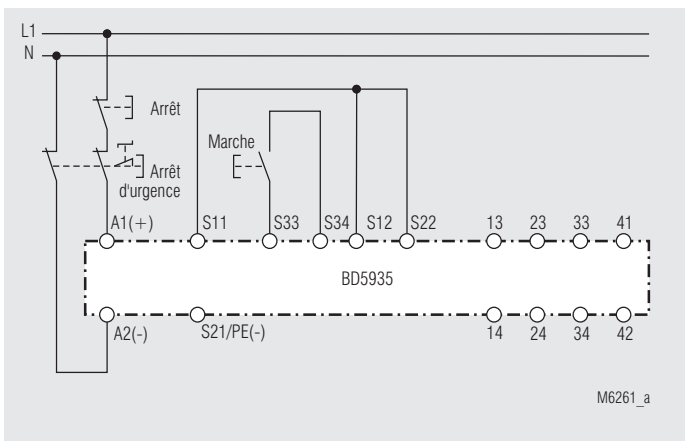 L1
N
Arrêt
Marche
Arrêt
d'urgence
A1(+) S11 S33 S34 S12 S22 13 23 33 41
BD5935
A2(-) S21/PE(-) 14 24 34 42
M6261_a